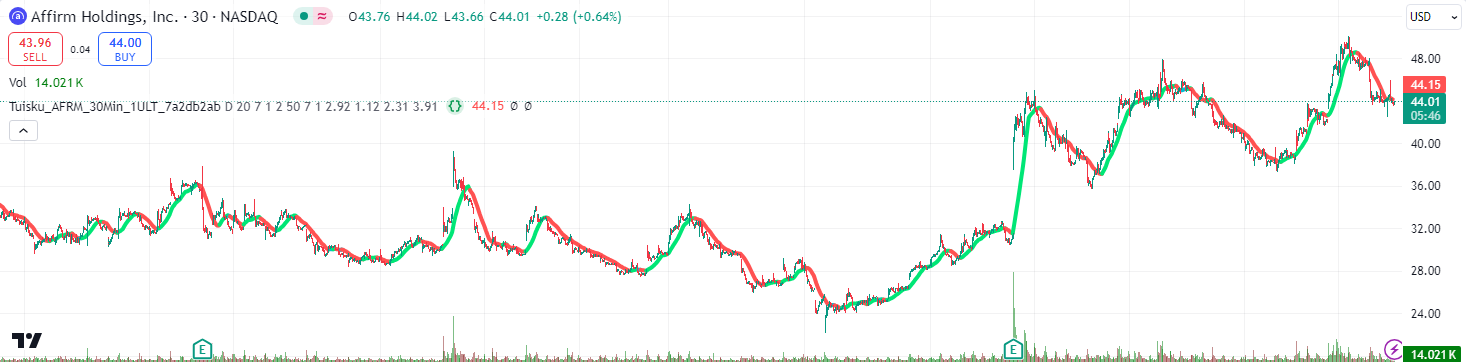 Affirm Holdings, Inc. · 30 · NASDAQ O43.76 H44.02 L43.66 C44.01 +0.28 (+0.64%) USD
43.96 0.04 44.00
SELL BUY
Vol 14.021 K
Tuisku_AFRM_30Min_1ULT_7a2db2ab D 20 7 1 2 50 7 1 2.92 1.12 2.31 3.91 {} 44.15 Ø Ø
48.00
44.15
44.01
05:46
40.00
36.00
32.00
28.00
24.00
E E
14.021 K